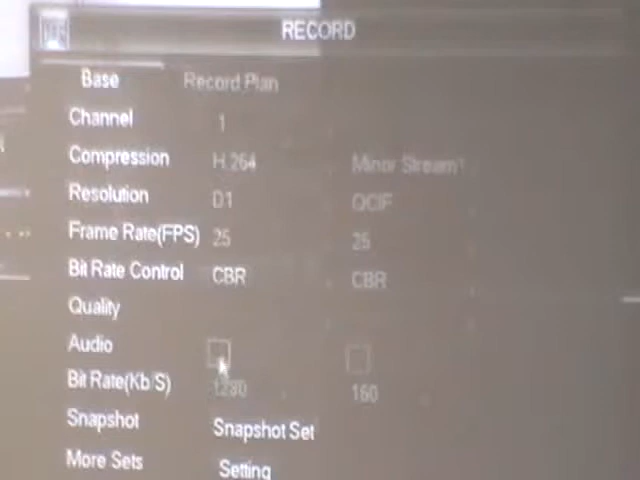 RECORD
Base Record Plan
Channel 1
Compression H.264 Minor Stream1
Resolution D1 QCIF
Frame Rate(FPS) 25 25
Bit Rate Control CBR CBR
Quality
Audio
Bit Rate(Kb/S) 1280 160
Snapshot Snapshot Set
More Sets Setting